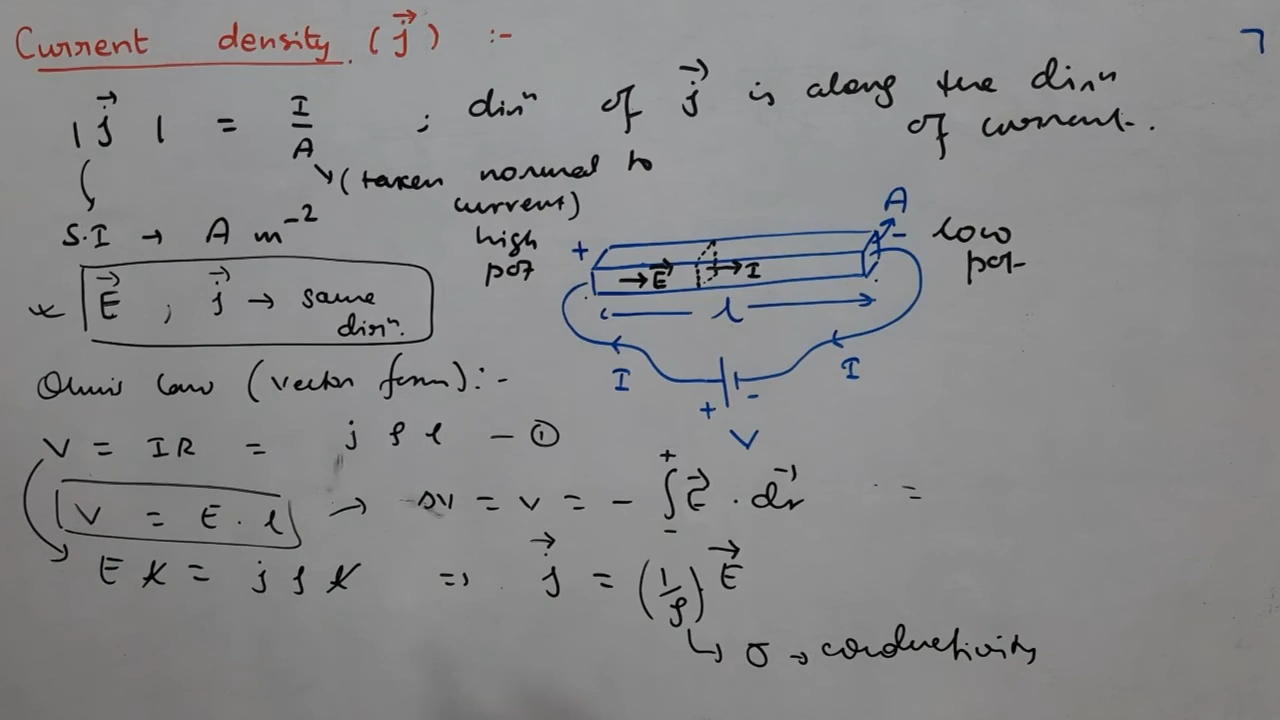 Current density (j⃗) :-
7
|j⃗| = I/A ; dirⁿ of j⃗ is along the dirⁿ of current.
(taken normal to current)
S.I → A m⁻²
* E⃗ , j⃗ → same dirⁿ.
high pot
+
→E⃗
→I
A
-
low pot
l
I
I
+ -
V
Ohm's law (vector form) :-
V = IR = j ρ l - ①
V = E . l → ΔV = V = - ∫₋⁺ E⃗ . dr⃗ =
E l = j ρ l ⇒ j⃗ = (1/ρ) E⃗
↳ σ → conductivity